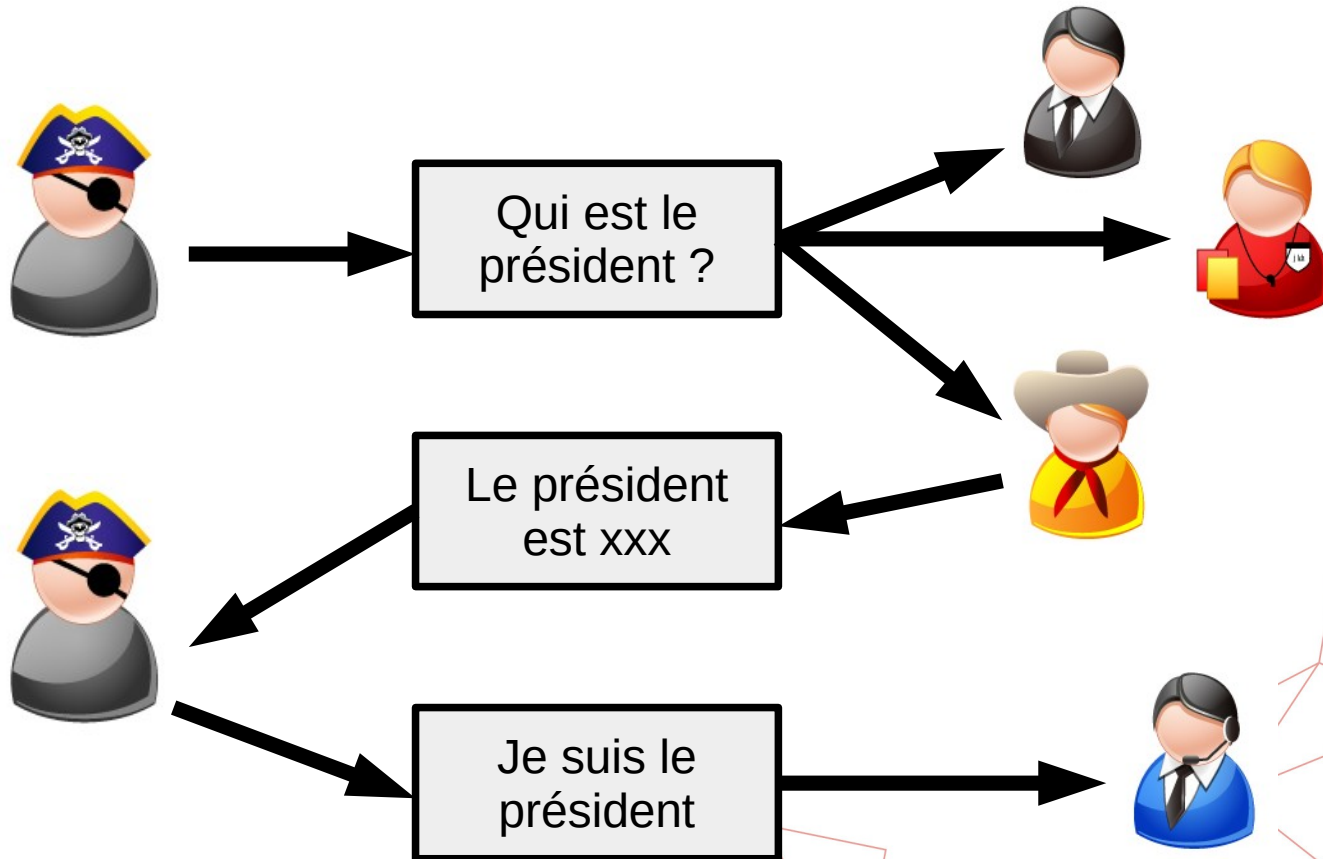 Qui est le
président ?
Le président
est xxx
Je suis le
président